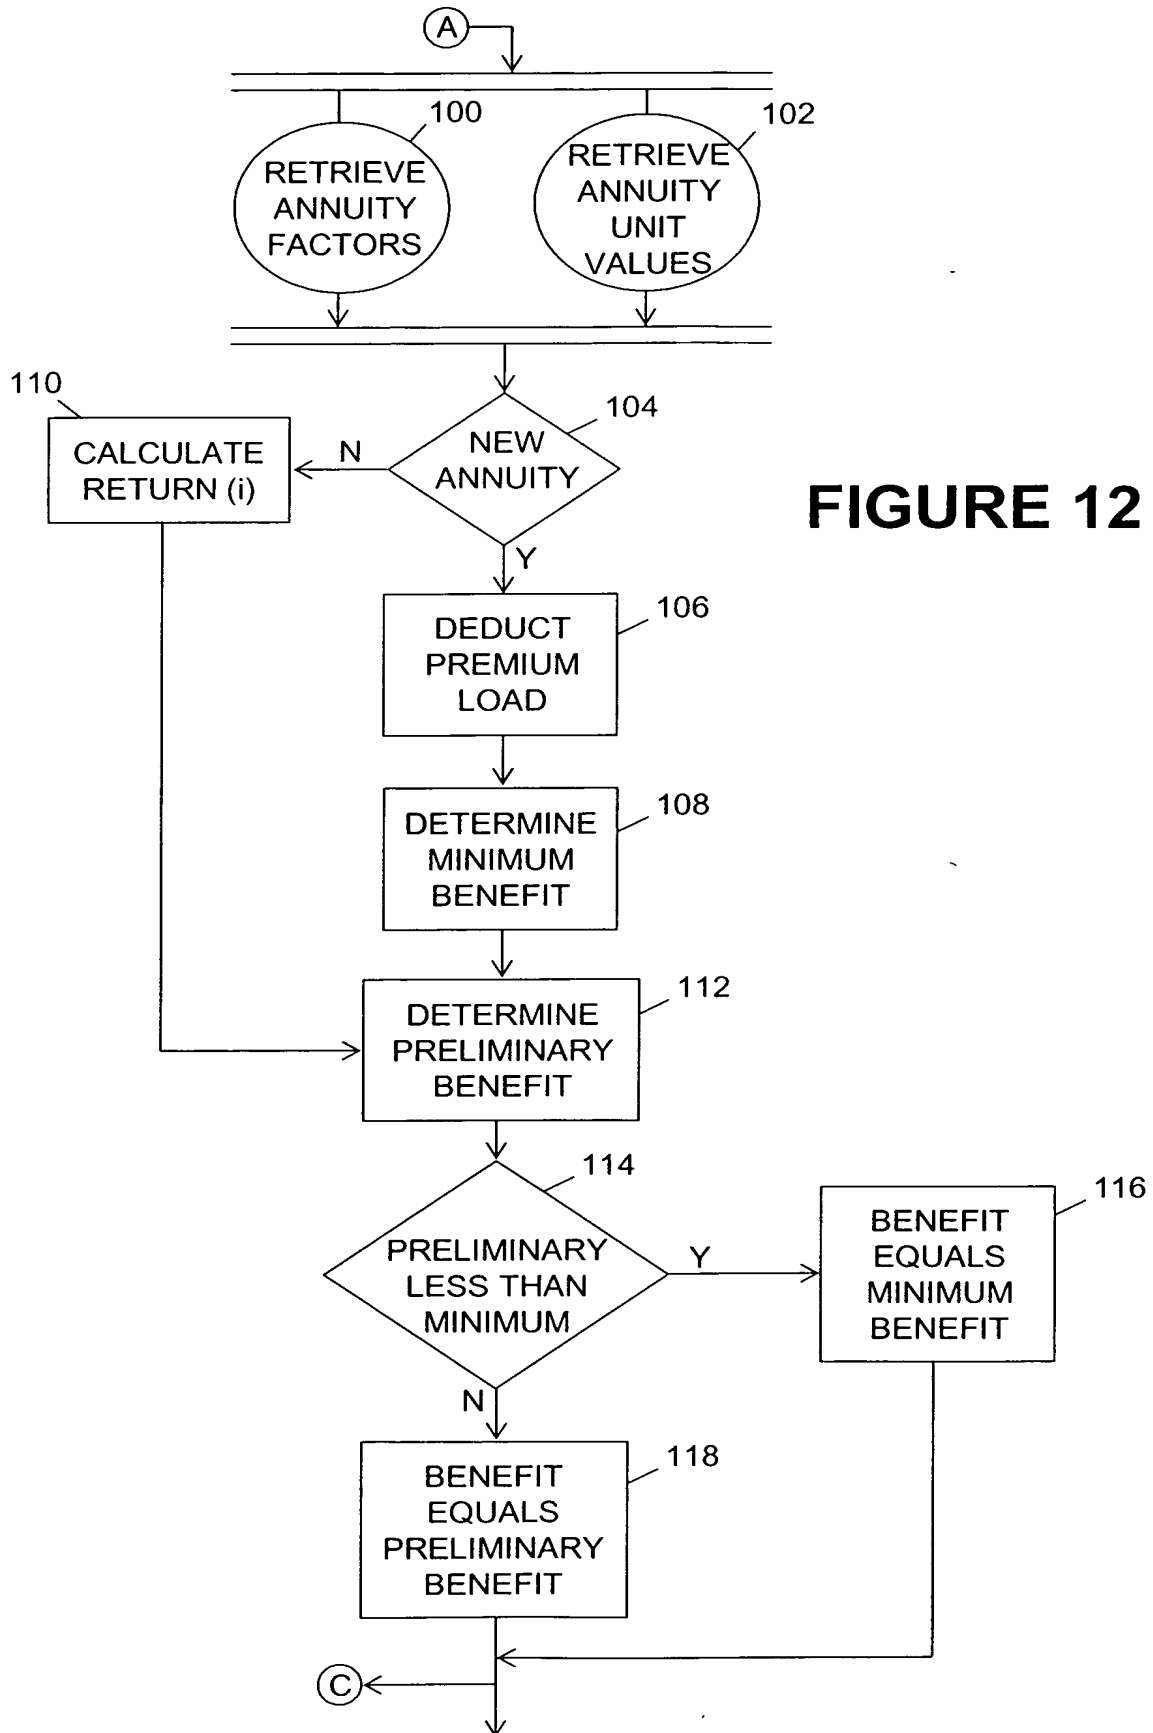 A
100
RETRIEVE
ANNUITY
FACTORS
102
RETRIEVE
ANNUITY
UNIT
VALUES
104
NEW
ANNUITY
N
Y
110
CALCULATE
RETURN (i)
FIGURE 12
106
DEDUCT
PREMIUM
LOAD
108
DETERMINE
MINIMUM
BENEFIT
112
DETERMINE
PRELIMINARY
BENEFIT
114
PRELIMINARY
LESS THAN
MINIMUM
Y
N
116
BENEFIT
EQUALS
MINIMUM
BENEFIT
118
BENEFIT
EQUALS
PRELIMINARY
BENEFIT
C